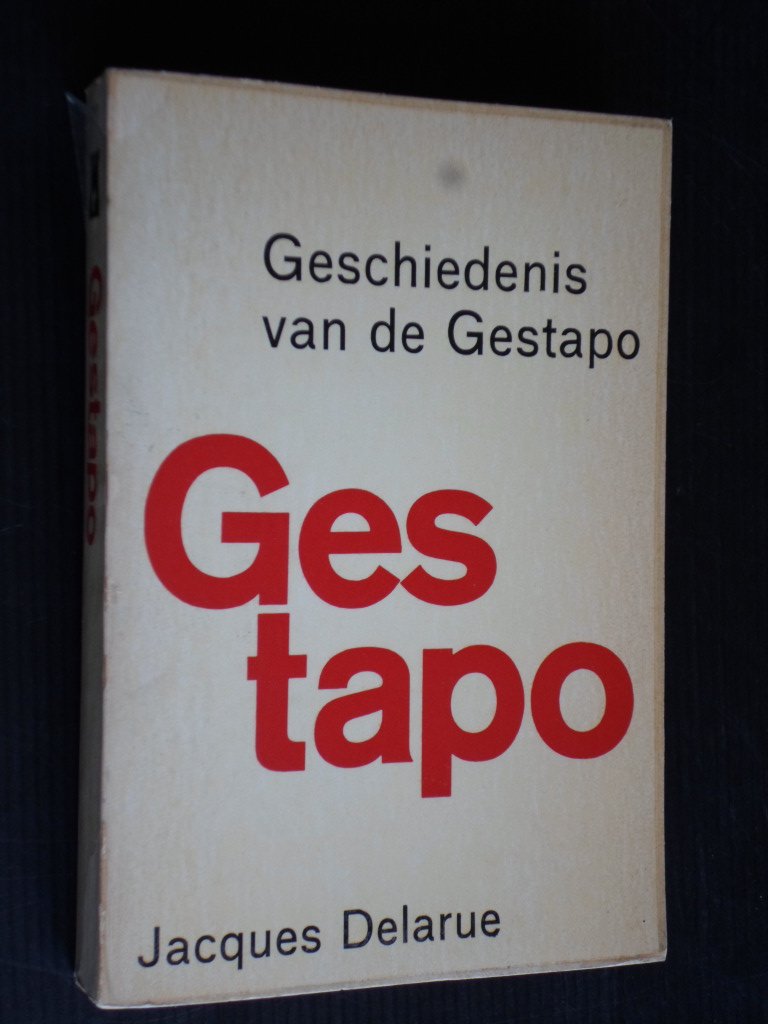 Geschiedenis
van de Gestapo
Ges
tapo
Jacques Delarue
Gestapo